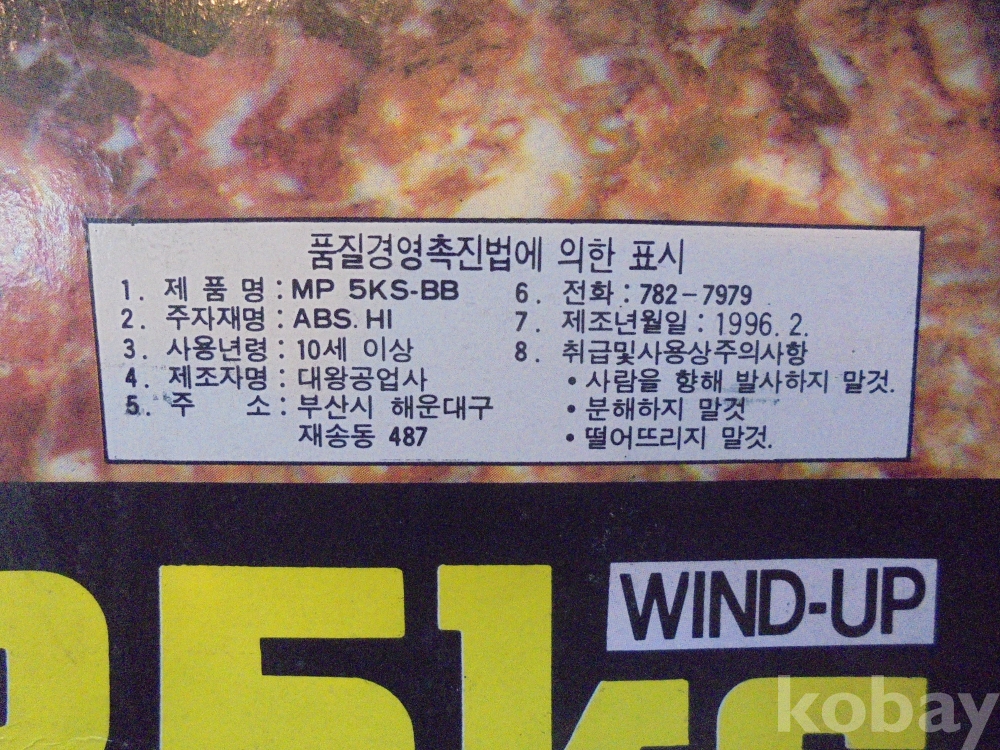 품질경영촉진법에 의한 표시
1. 제 품 명 : MP 5KS-BB
2. 주자재명 : ABS. HI
3. 사용년령 : 10세 이상
4. 제조자명 : 대왕공업사
5. 주 소 : 부산시 해운대구
재송동 487
6. 전화 : 782-7979
7. 제조년월일 : 1996. 2.
8. 취급및사용상주의사항
• 사람을 향해 발사하지 말것.
• 분해하지 말것
• 떨어뜨리지 말것.
WIND-UP
P5ks
kobay